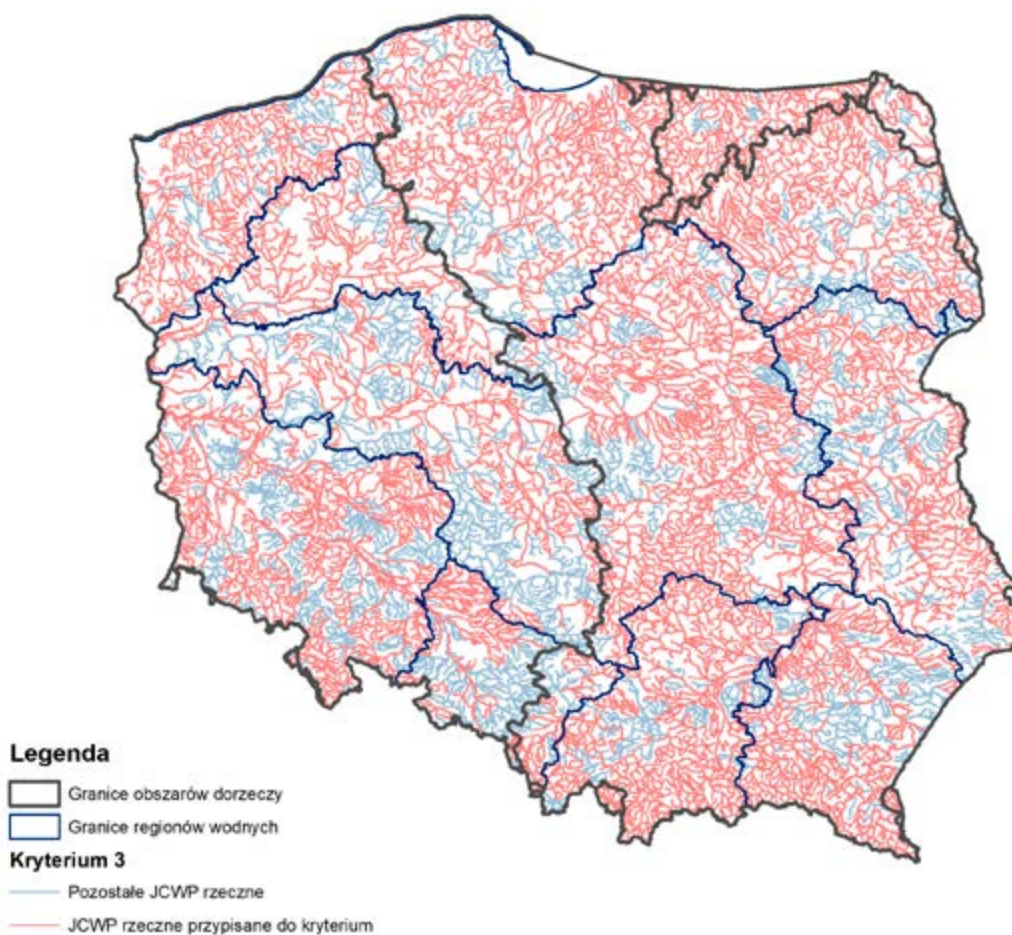 Legenda
Granice obszarów dorzeczy
Granice regionów wodnych
Kryterium 3
Pozostałe JCWP rzeczne
JCWP rzeczne przypisane do kryterium